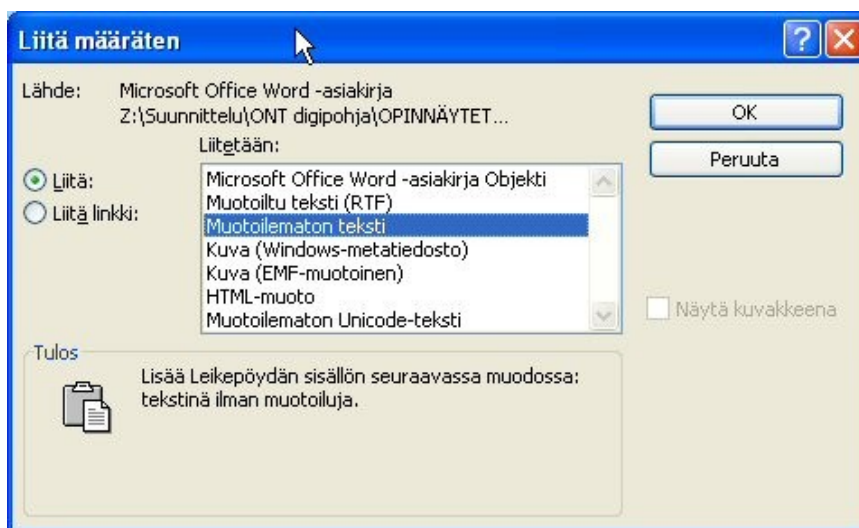 Liitä määräten
Lähde: Microsoft Office Word -asiakirja
Z:\Suunnittelu\ONT digipohja\OPINNÄYTET...
Liitetään:
Liitä:
Liitä linkki:
Microsoft Office Word -asiakirja Objekti
Muotoiltu teksti (RTF)
Muotoilematon teksti
Kuva (Windows-metatiedosto)
Kuva (EMF-muotoinen)
HTML-muoto
Muotoilematon Unicode-teksti
OK
Peruuta
Näytä kuvakkeena
Tulos
Lisää Leikepöydän sisällön seuraavassa muodossa:
tekstinä ilman muotoiluja.